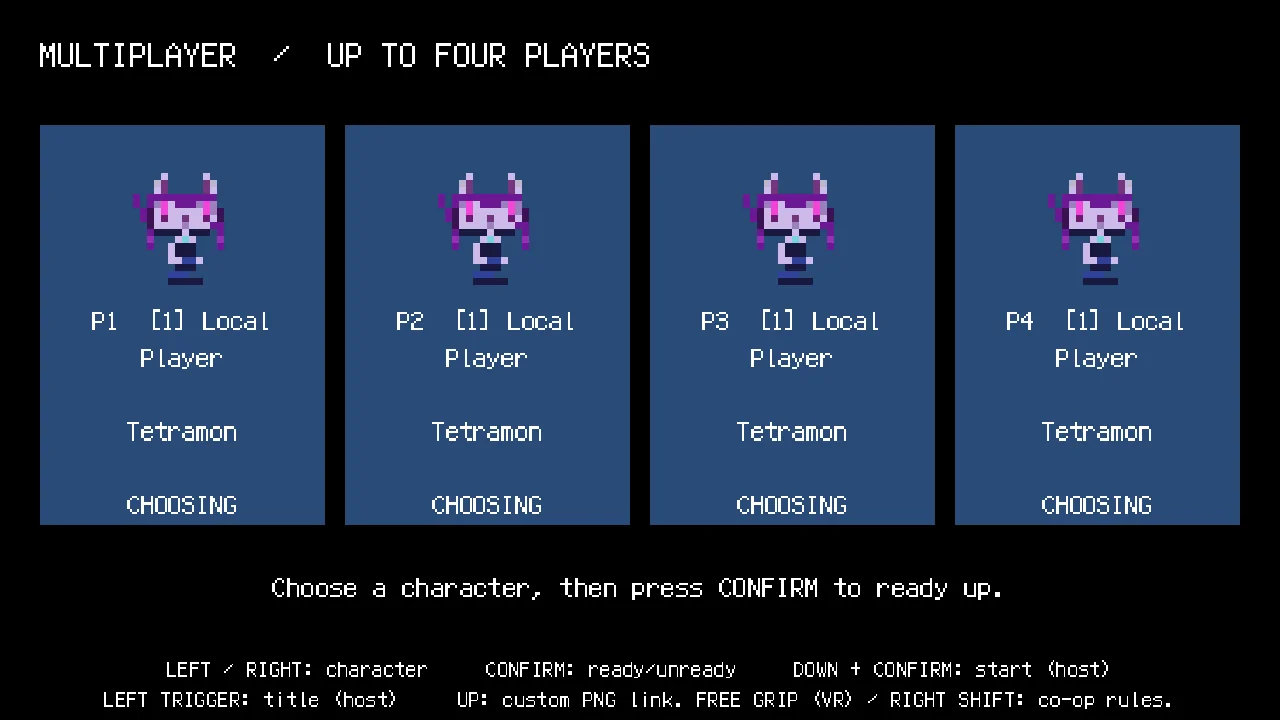 MULTIPLAYER / UP TO FOUR PLAYERS
P1 [1] Local
Player
Tetramon
CHOOSING
P2 [1] Local
Player
Tetramon
CHOOSING
P3 [1] Local
Player
Tetramon
CHOOSING
P4 [1] Local
Player
Tetramon
CHOOSING
Choose a character, then press CONFIRM to ready up.
LEFT / RIGHT: character CONFIRM: ready/unready DOWN + CONFIRM: start (host)
LEFT TRIGGER: title (host) UP: custom PNG link. FREE GRIP (VR) / RIGHT SHIFT: co-op rules.